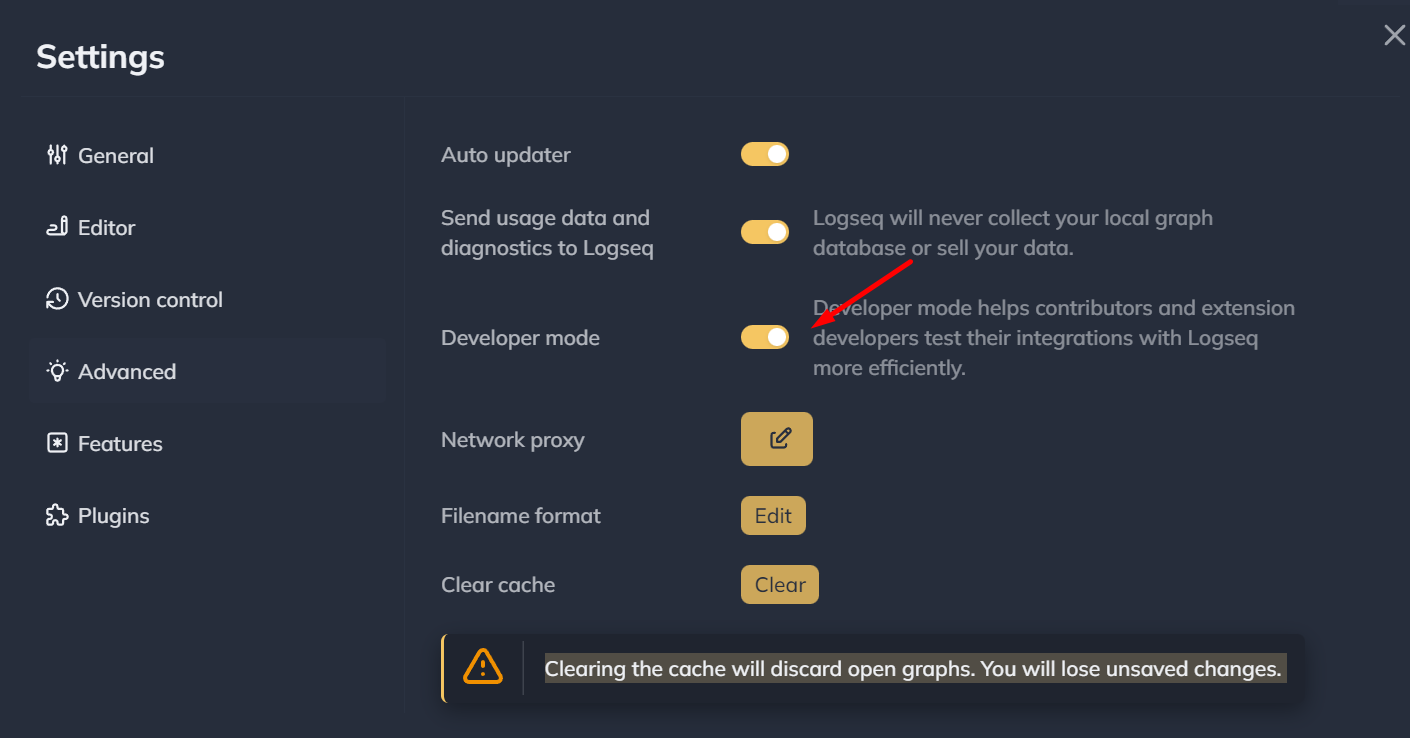 Settings
General
Editor
Version control
Advanced
Features
Plugins
Auto updater
Send usage data and
diagnostics to Logseq
Logseq will never collect your local graph
database or sell your data.
Developer mode
Developer mode helps contributors and extension
developers test their integrations with Logseq
more efficiently.
Network proxy
Filename format
Edit
Clear cache
Clear
Clearing the cache will discard open graphs. You will lose unsaved changes.